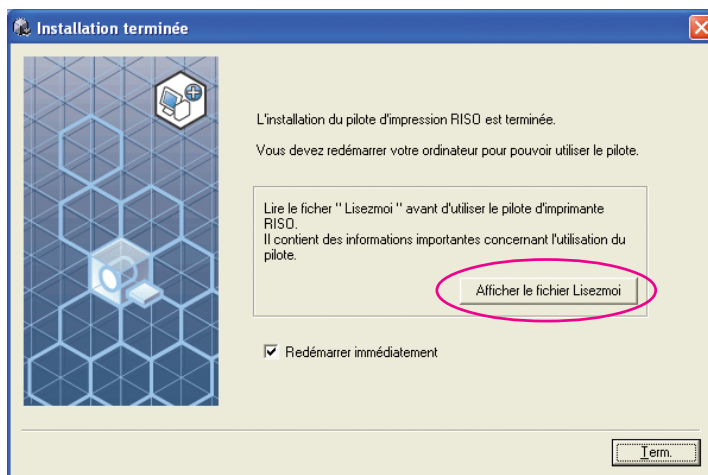 Installation terminée
L'installation du pilote d'impression RISO est terminée.
Vous devez redémarrer votre ordinateur pour pouvoir utiliser le pilote.
Lire le ficher " Lisezmoi " avant d'utiliser le pilote d'imprimante
RISO.
Il contient des informations importantes concernant l'utilisation du
pilote.
Afficher le fichier Lisezmoi
Redémarrer immédiatement
Term.